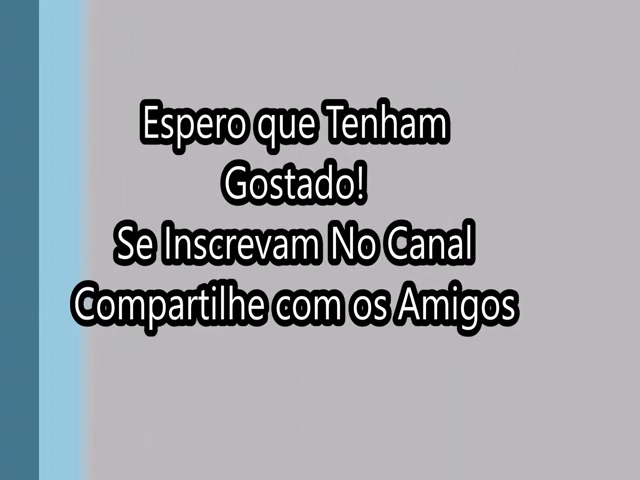 Espero que Tenham
Gostado!
Se Inscrevam No Canal
Compartilhe com os Amigos